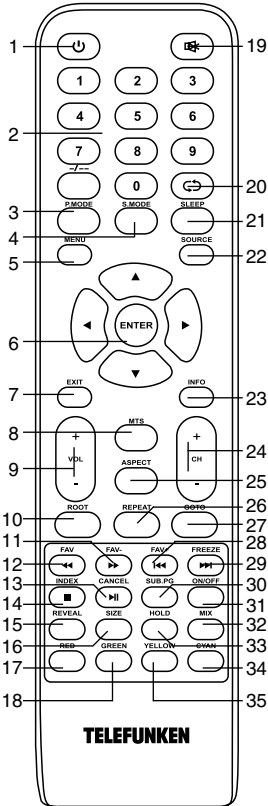 1 19
1 2 3
4 5 6
2
7 8 9
-/--
0
20
3 P.MODE S.MODE SLEEP 21
4
5 MENU SOURCE 22
6 ENTER
7 EXIT INFO 23
8 MTS
+ +
9 VOL CH 24
- -
ASPECT 25
10 ROOT REPEAT GOTO 26
27
11 28
12 FAV FAV- FAV+ FREEZE 29
13 INDEX CANCEL SUB.PG ON/OFF 30
14 31
15 REVEAL SIZE HOLD MIX 32
16 33
17 RED GREEN YELLOW CYAN 34
18 35
TELEFUNKEN